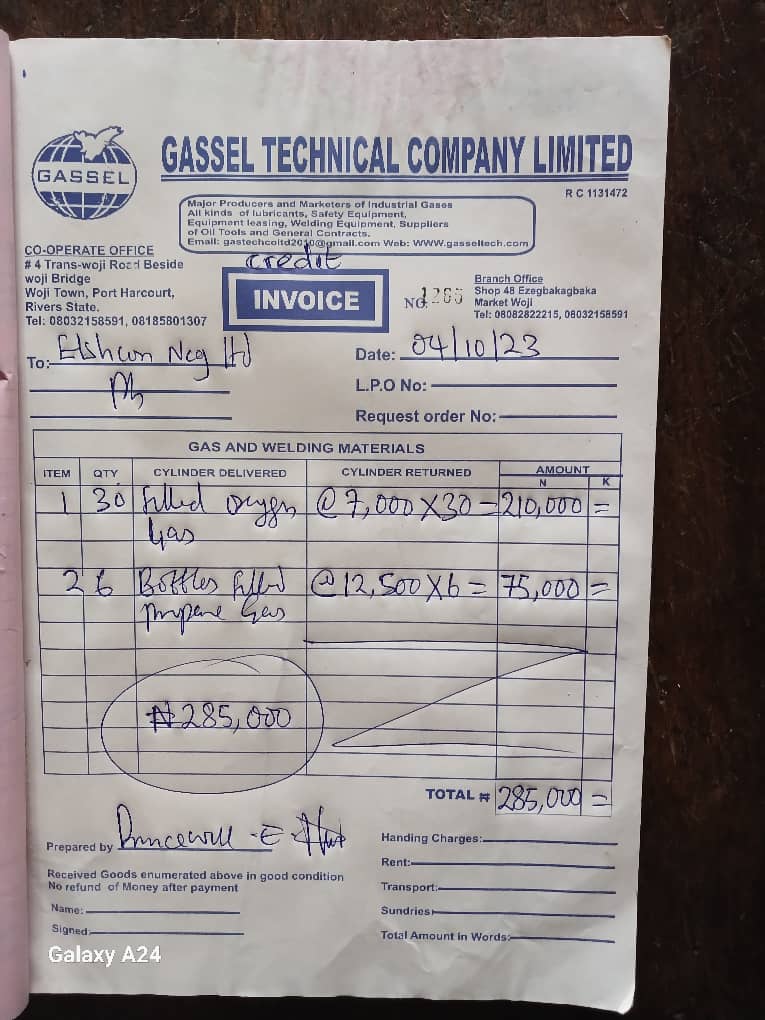 GASSEL
GASSEL TECHNICAL COMPANY LIMITED
R C 1131472
Major Producers and Marketers of Industrial Gases
All kinds of lubricants, Safety Equipment,
Equipment leasing, Welding Equipment, Suppliers
of Oil Tools and General Contracts.
Email: gastechcoltd2010@gmail.com Web: WWW.gasseltech.com
CO-OPERATE OFFICE
# 4 Trans-woji Road Beside
woji Bridge
Woji Town, Port Harcourt,
Rivers State.
Tel: 08032158591, 08185801307
credit
INVOICE
NO.
Branch Office
Shop 48 Ezegbakagbaka
Market Woji
Tel: 08082822215, 08032158591
To: Elshcon Neg ltd
Date: 04/10/23
L.P.O No:
Request order No:
GAS AND WELDING MATERIALS
ITEM QTY CYLINDER DELIVERED CYLINDER RETURNED AMOUNT
N K
1 30 filled oxygen @ 7,000 X 30 = 210,000 =
Gas
2 6 Bottles filled @ 12,500 X 6 = 75,000 =
propane Gas
₦285,000
TOTAL ₦ 285,000 =
Prepared by Princewill - E
Received Goods enumerated above in good condition
No refund of Money after payment
Name:
Signed:
Handing Charges:
Rent:
Transport:
Sundries
Total Amount in Words:
Galaxy A24